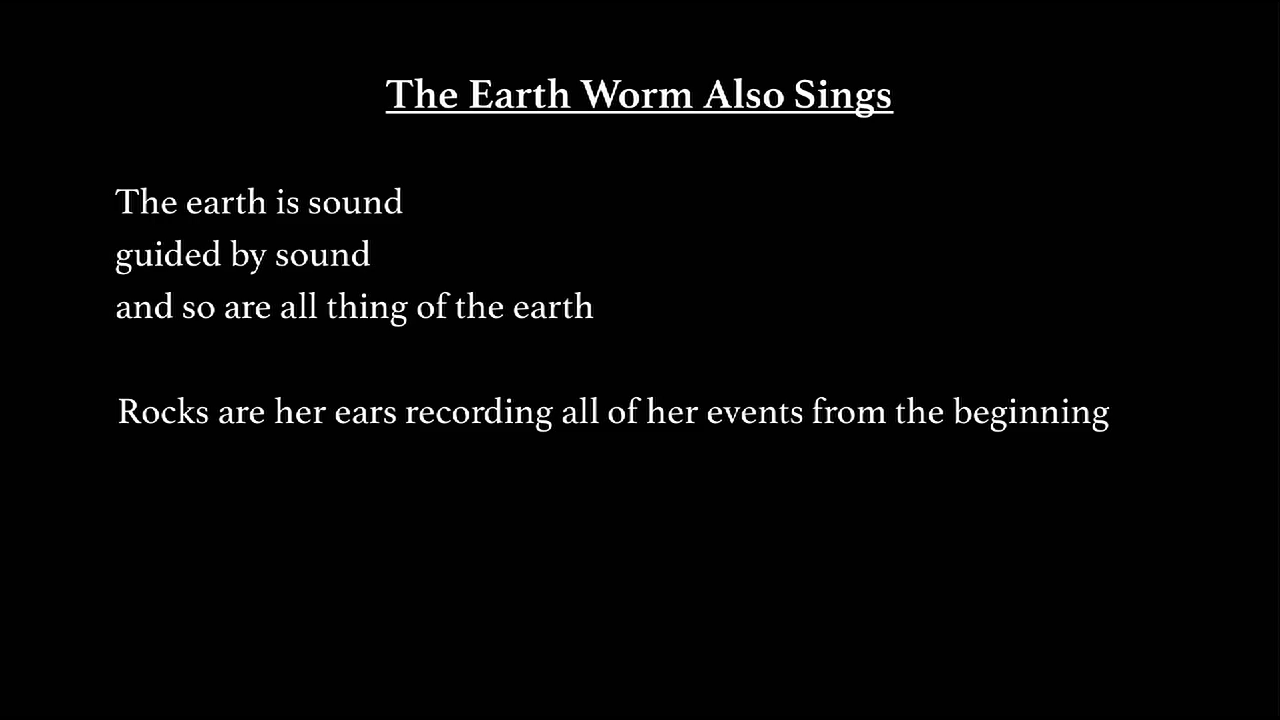 The Earth Worm Also Sings
The earth is sound
guided by sound
and so are all thing of the earth
Rocks are her ears recording all of her events from the beginning